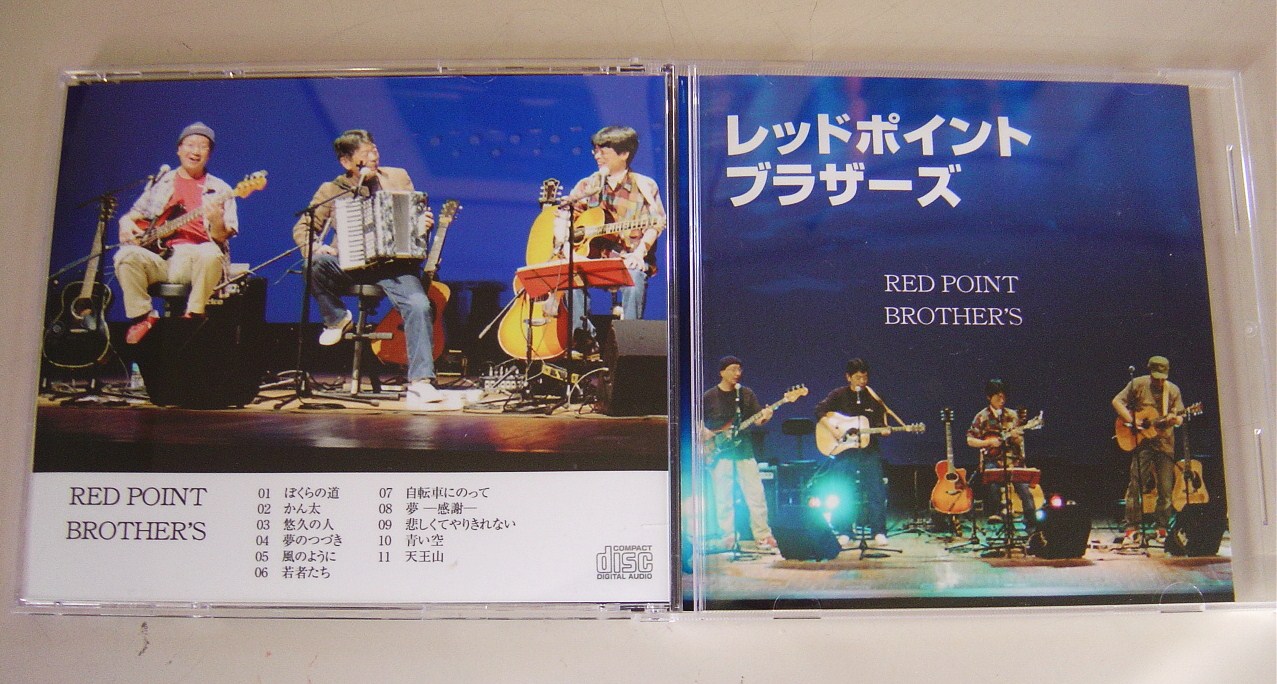 RED POINT
BROTHER'S
01 ぼくらの道
02 かん太
03 悠久の人
04 夢のつづき
05 風のように
06 若者たち
07 自転車にのって
08 夢 ―感謝―
09 悲しくてやりきれない
10 青い空
11 天王山
COMPACT
disc
DIGITAL AUDIO
レッドポイント
ブラザーズ
RED POINT
BROTHER'S